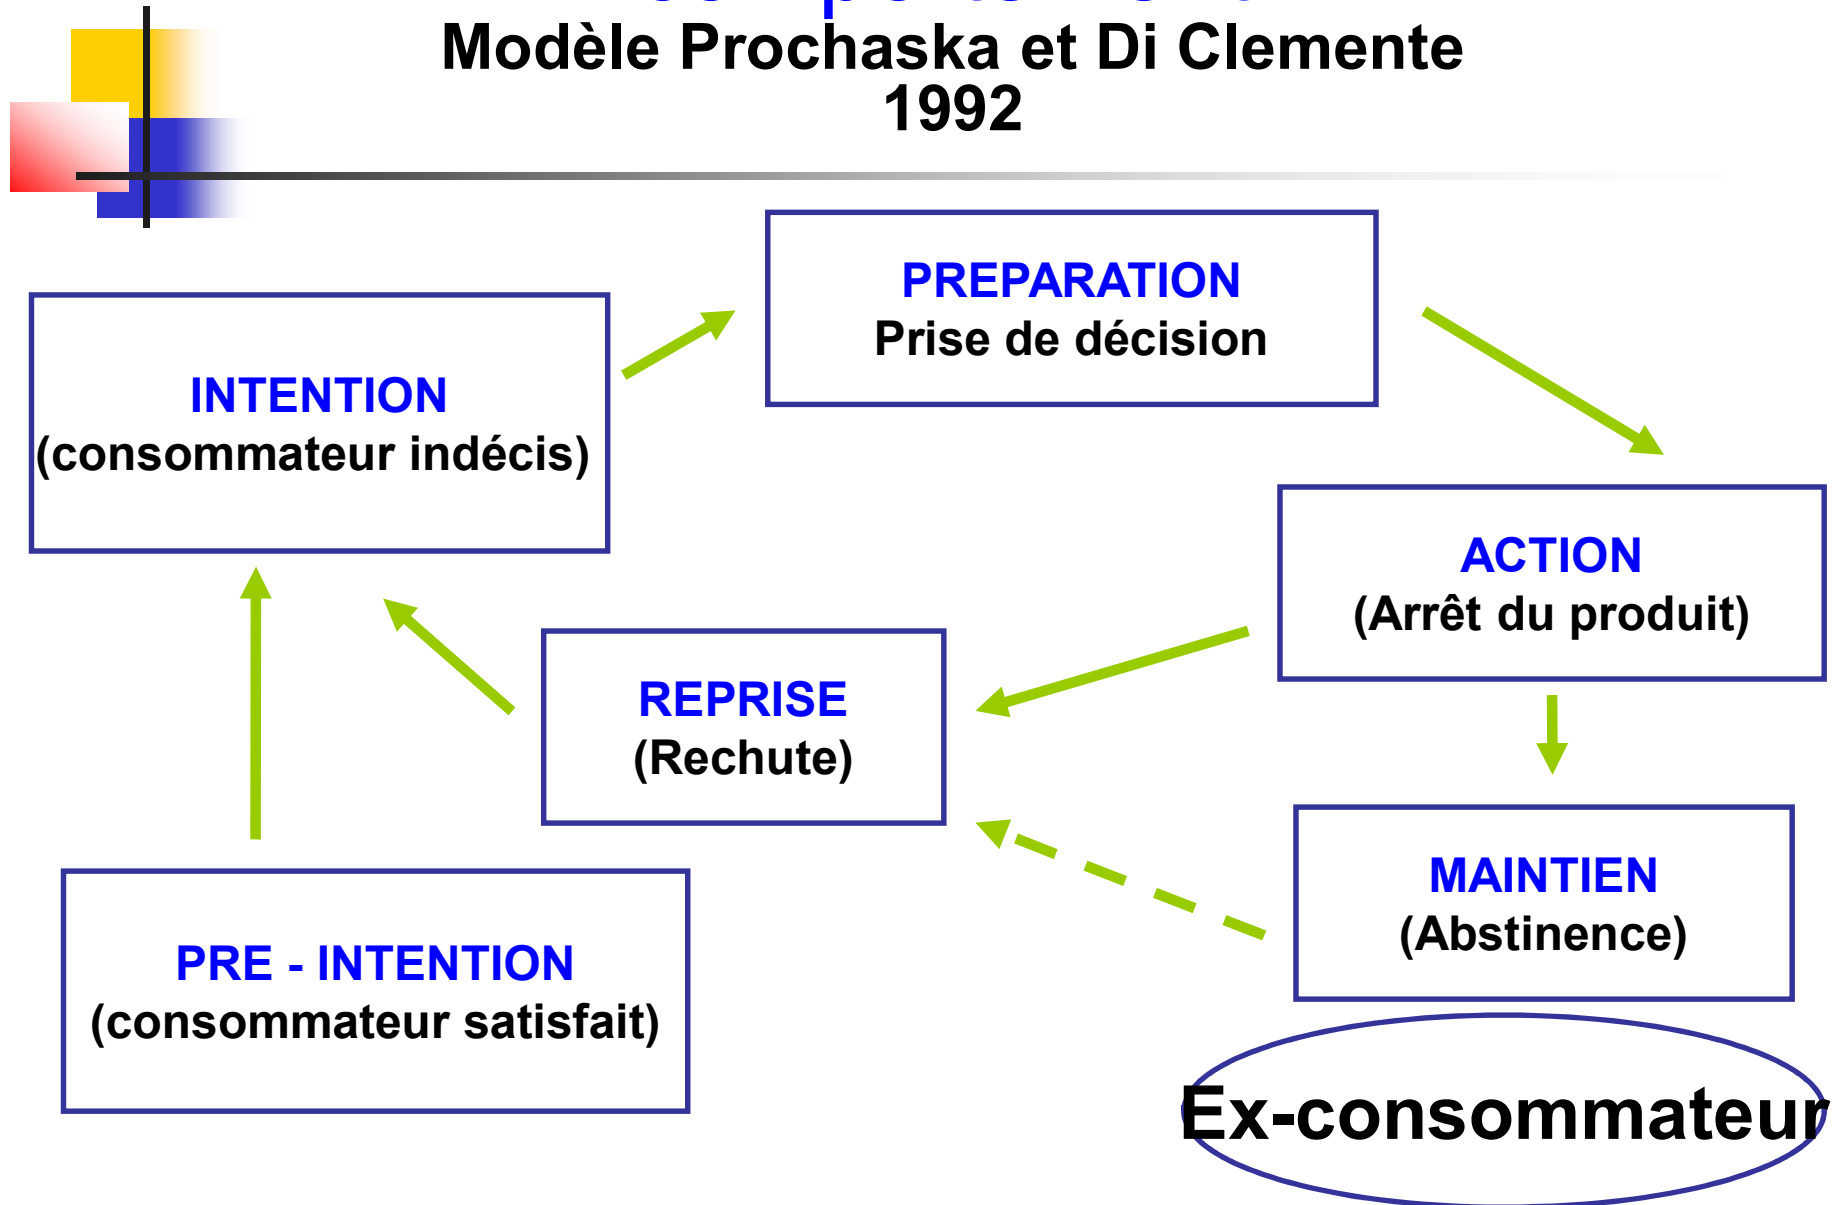 Modèle Prochaska et Di Clemente
1992
PREPARATION
Prise de décision
INTENTION
(consommateur indécis)
ACTION
(Arrêt du produit)
REPRISE
(Rechute)
MAINTIEN
(Abstinence)
PRE - INTENTION
(consommateur satisfait)
Ex-consommateur